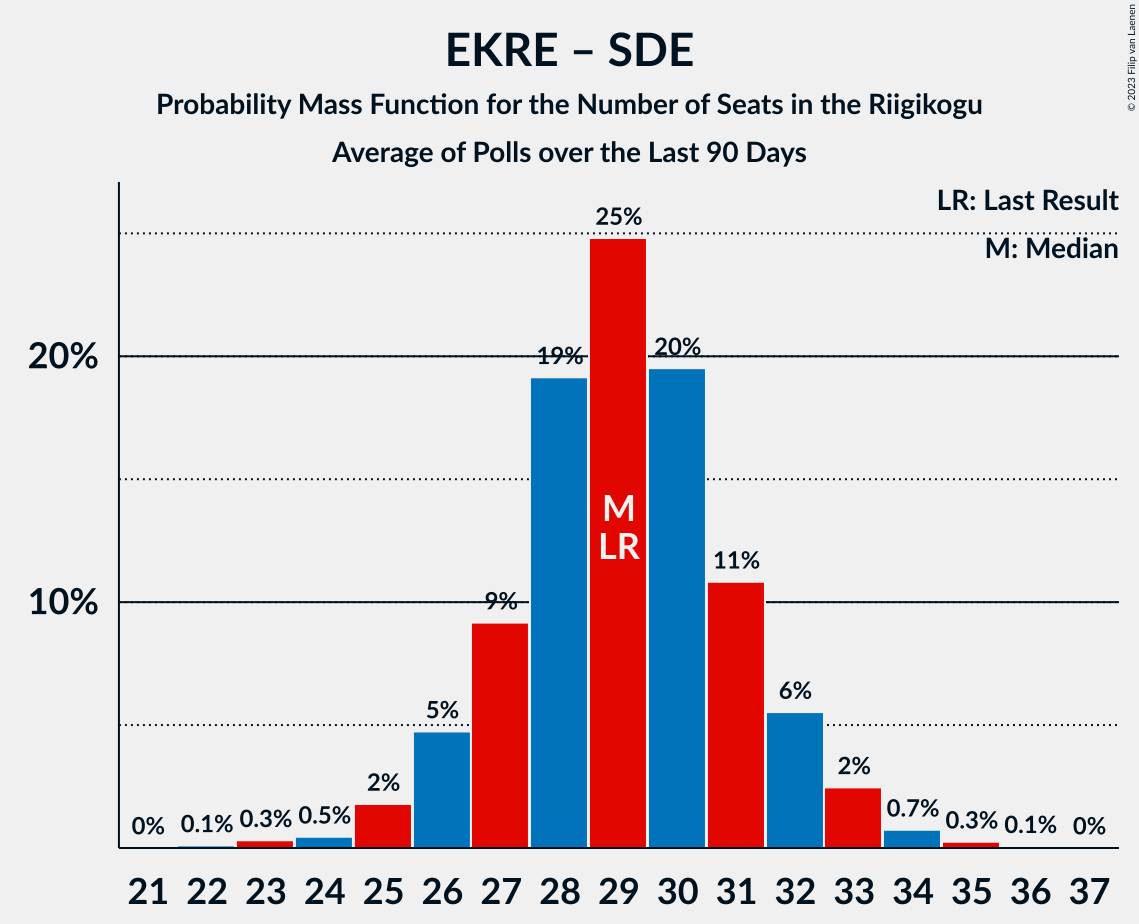 EKRE – SDE
Probability Mass Function for the Number of Seats in the Riigikogu
Average of Polls over the Last 90 Days
© 2023 Filip van Laenen
LR: Last Result
M: Median
20%
10%
0%
0.1%
0.3%
0.5%
2%
5%
9%
19%
25%
20%
11%
6%
2%
0.7%
0.3%
0.1%
0%
M
LR
21 22 23 24 25 26 27 28 29 30 31 32 33 34 35 36 37